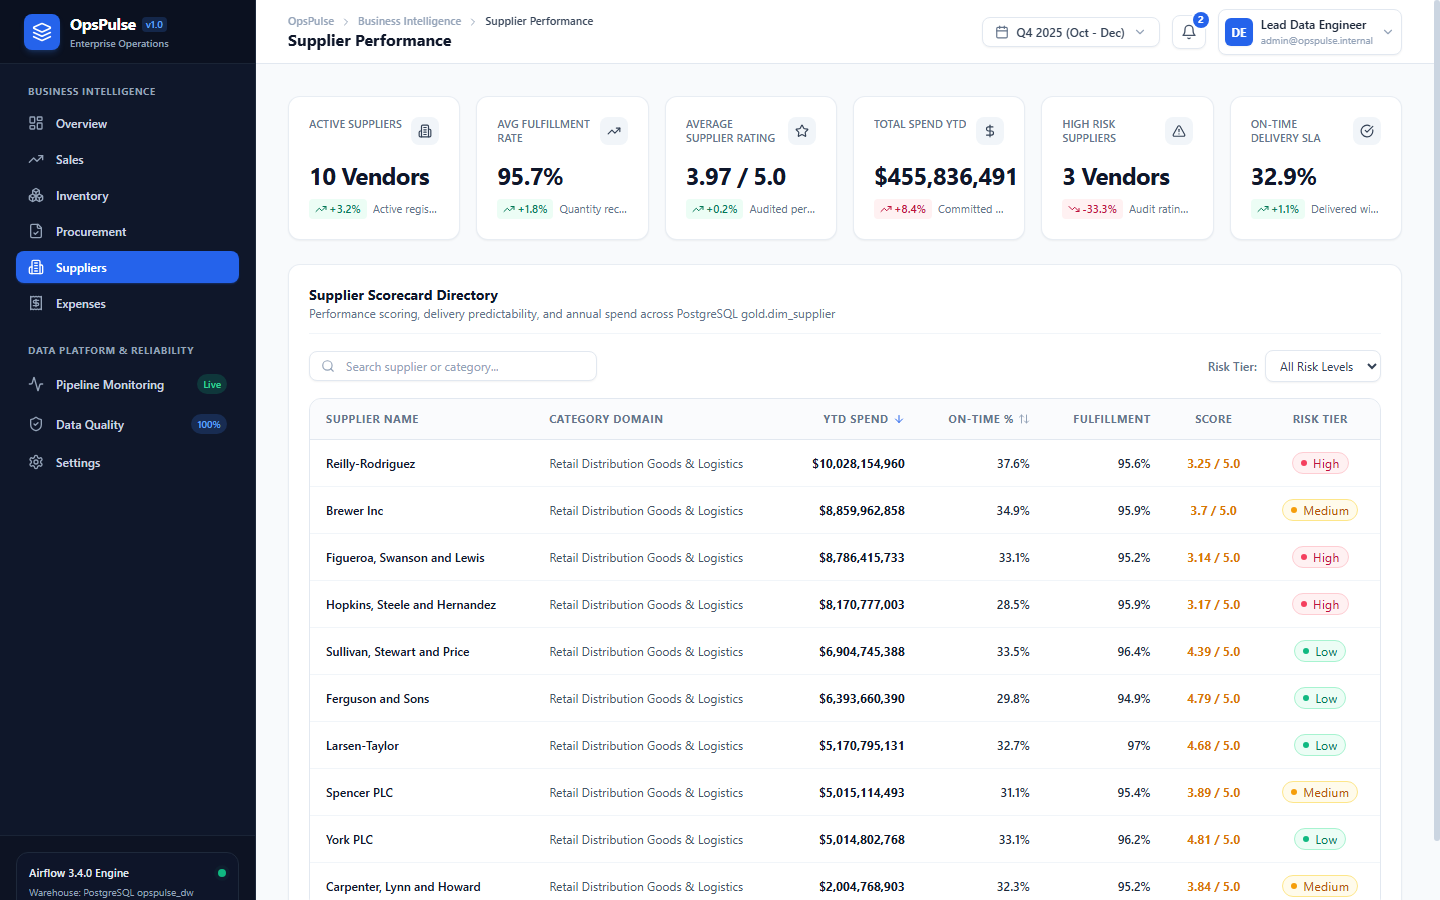 OpsPulse v1.0
Enterprise Operations
BUSINESS INTELLIGENCE
Overview
Sales
Inventory
Procurement
Suppliers
Expenses
DATA PLATFORM & RELIABILITY
Pipeline Monitoring Live
Data Quality 100%
Settings
Airflow 3.4.0 Engine
Warehouse: PostgreSQL opspulse_dw
OpsPulse > Business Intelligence > Supplier Performance
Supplier Performance
Q4 2025 (Oct - Dec)
2
DE
Lead Data Engineer
admin@opspulse.internal
ACTIVE SUPPLIERS
10 Vendors
+3.2% Active regis...
AVG FULFILLMENT
RATE
95.7%
+1.8% Quantity rec...
AVERAGE
SUPPLIER RATING
3.97 / 5.0
+0.2% Audited per...
TOTAL SPEND YTD
$455,836,491
+8.4% Committed ...
HIGH RISK
SUPPLIERS
3 Vendors
-33.3% Audit ratin...
ON-TIME
DELIVERY SLA
32.9%
+1.1% Delivered wi...
Supplier Scorecard Directory
Performance scoring, delivery predictability, and annual spend across PostgreSQL gold.dim_supplier
Search supplier or category...
Risk Tier: All Risk Levels
SUPPLIER NAME CATEGORY DOMAIN YTD SPEND ↓ ON-TIME % ↑↓ FULFILLMENT SCORE RISK TIER
Reilly-Rodriguez Retail Distribution Goods & Logistics $10,028,154,960 37.6% 95.6% 3.25 / 5.0 High
Brewer Inc Retail Distribution Goods & Logistics $8,859,962,858 34.9% 95.9% 3.7 / 5.0 Medium
Figueroa, Swanson and Lewis Retail Distribution Goods & Logistics $8,786,415,733 33.1% 95.2% 3.14 / 5.0 High
Hopkins, Steele and Hernandez Retail Distribution Goods & Logistics $8,170,777,003 28.5% 95.9% 3.17 / 5.0 High
Sullivan, Stewart and Price Retail Distribution Goods & Logistics $6,904,745,388 33.5% 96.4% 4.39 / 5.0 Low
Ferguson and Sons Retail Distribution Goods & Logistics $6,393,660,390 29.8% 94.9% 4.79 / 5.0 Low
Larsen-Taylor Retail Distribution Goods & Logistics $5,170,795,131 32.7% 97% 4.68 / 5.0 Low
Spencer PLC Retail Distribution Goods & Logistics $5,015,114,493 31.1% 95.4% 3.89 / 5.0 Medium
York PLC Retail Distribution Goods & Logistics $5,014,802,768 33.1% 96.2% 4.81 / 5.0 Low
Carpenter, Lynn and Howard Retail Distribution Goods & Logistics $2,004,768,903 32.3% 95.2% 3.84 / 5.0 Medium